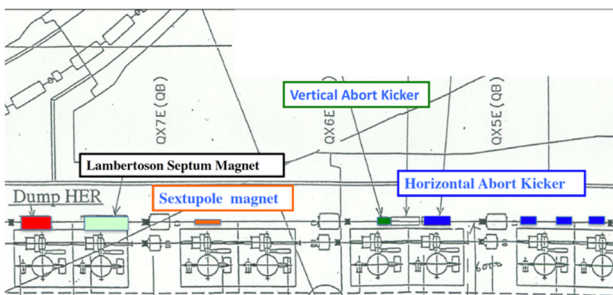 QX7E(QB)
QX6E(
QX5E(QB)
Vertical Abort Kicker
Lambertoson Septum Magnet
Horizontal Abort Kicker
Dump HER
Sextupole magnet